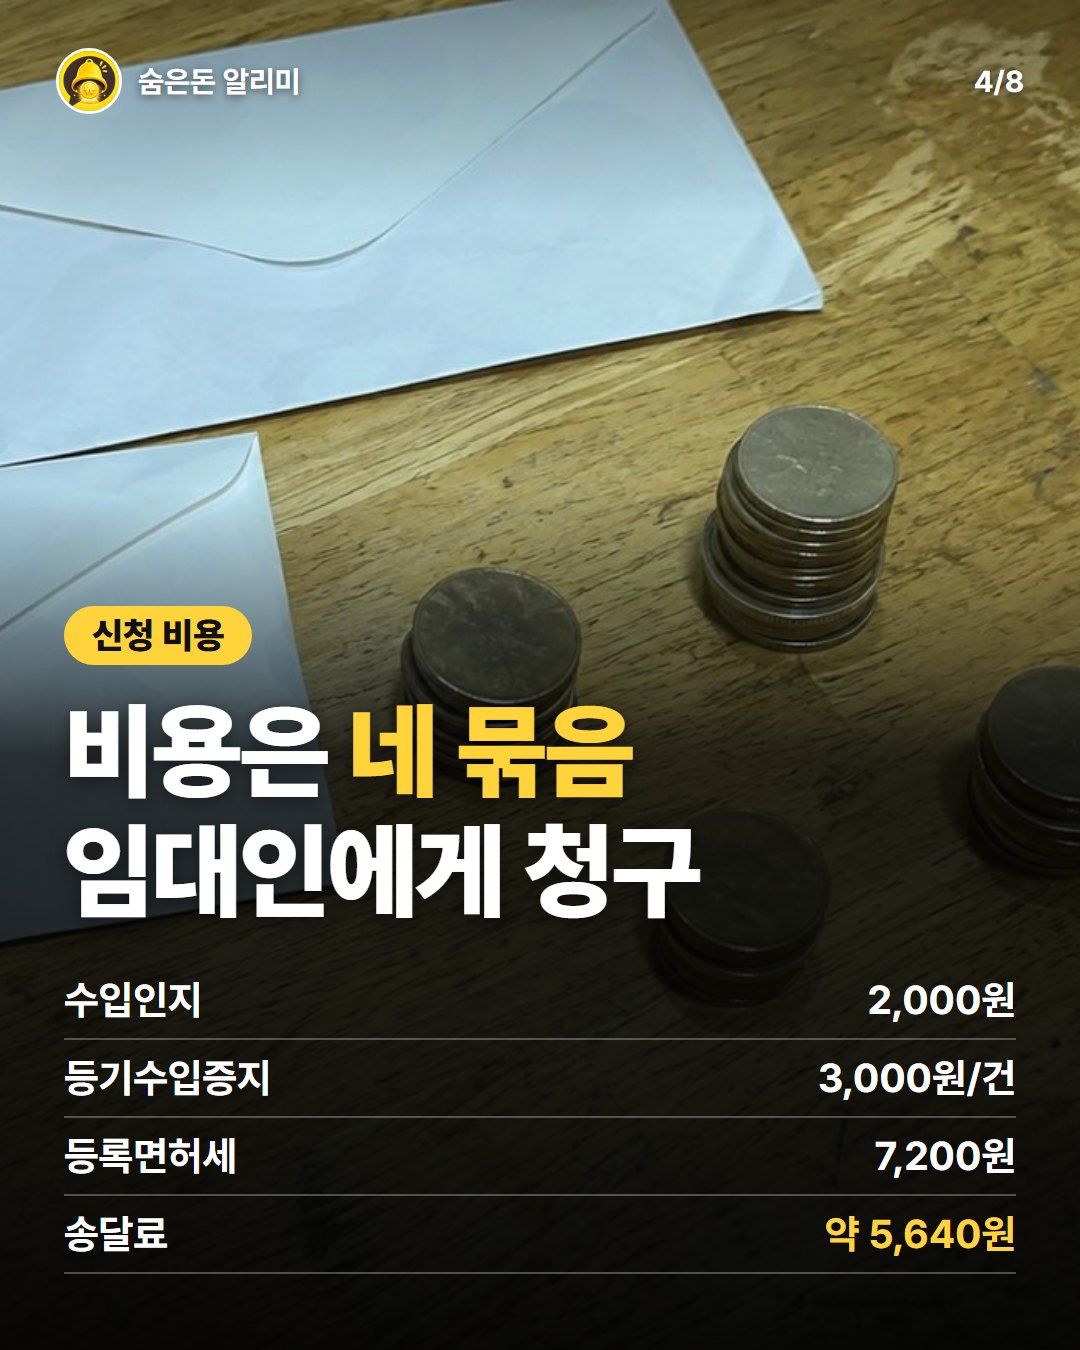 숨은돈 알리미
4/8
신청 비용
비용은 네 묶음
임대인에게 청구
수입인지 2,000원
등기수입증지 3,000원/건
등록면허세 7,200원
송달료 약 5,640원